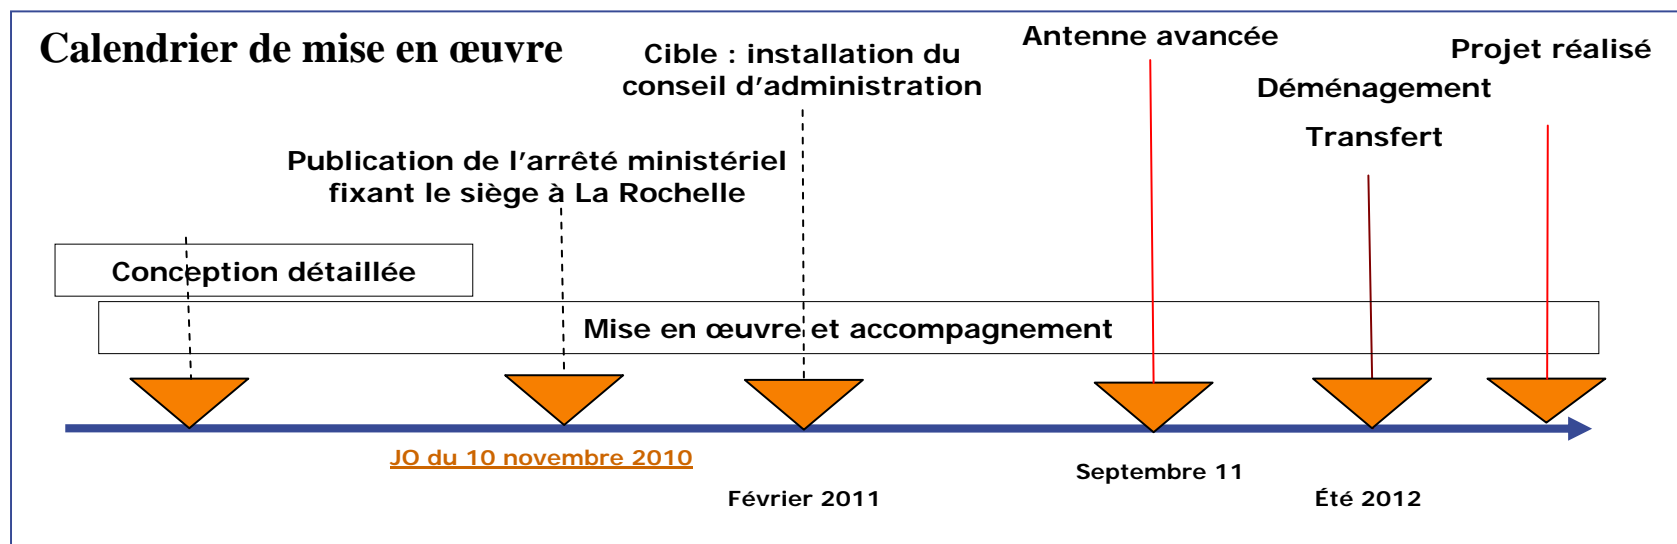 Calendrier de mise en œuvre
Cible : installation du
conseil d’administration
Antenne avancée
Projet réalisé
Déménagement
Transfert
Publication de l’arrêté ministériel
fixant le siège à La Rochelle
Conception détaillée
Mise en œuvre et accompagnement
JO du 10 novembre 2010
Février 2011
Septembre 11
Été 2012